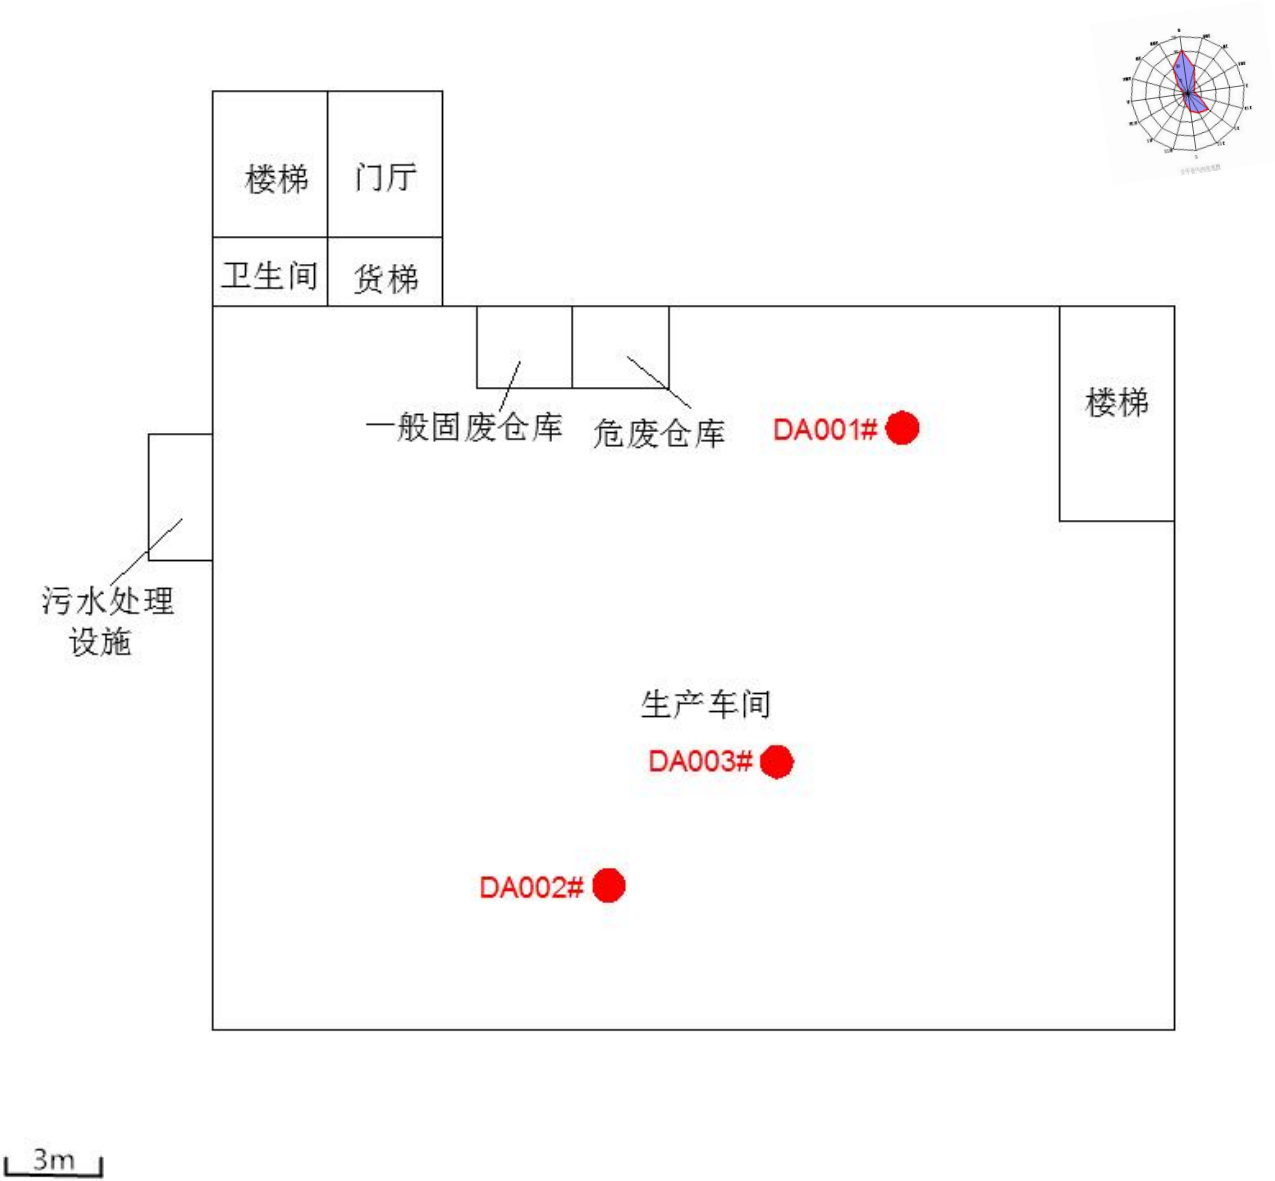 楼梯
门厅
卫生间
货梯
一般固废仓库
危废仓库
DA001#
楼梯
污水处理
设施
生产车间
DA003#
DA002#
3m